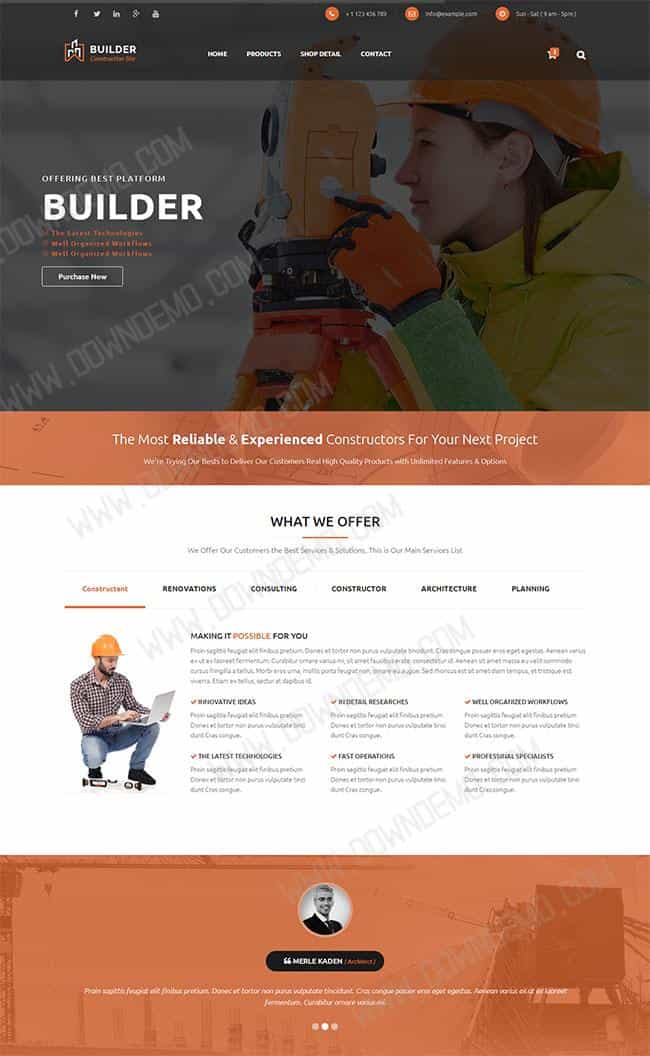 + 1 123 456 789
info@example.com
Sun - Sat ( 9 am - 5pm )
BUILDER
Construction Site
HOME PRODUCTS SHOP DETAIL CONTACT
OFFERING BEST PLATFORM
BUILDER
The Latest Technologies
Well Organized Workflows
Well Organized Workflows
Purchase Now
The Most Reliable & Experienced Constructors For Your Next Project
We're Trying Our Bests to Deliver Our Customers Real High Quality Products with Unlimited Features & Options
WHAT WE OFFER
We Offer Our Customers the Best Services & Solutions. This is Our Main Services List
Constructent RENOVATIONS CONSULTING CONSTRUCTOR ARCHITECTURE PLANNING
MAKING IT POSSIBLE FOR YOU
Proin sagittis feugiat elit finibus pretium. Donec et tortor non purus vulputate tincidunt. Cras congue posuer eros eget egestas. Aenean varius
ex ut ex laoreet fermentum. Curabitur ornare varius mi, sit amet faucibus erate, consectetur id. Aenean sit amet massa eu velit commodo
cursus fringilla a tellus. Morbi eros urna, mollis porta feugiat non, ornare eu augue. Sed rhoncus est sit amet diam tempus, et tristique est
viverra. Etiam ex tellus, sectur at dapibus id.
INNOVATIVE IDEAS
Proin sagittis feugiat elit finibus pretium
Donec et tortor non purus vulputate tinci
dunt Cras congue.
IN DETAIL RESEARCHES
Proin sagittis feugiat elit finibus pretium
Donec et tortor non purus vulputate tinci
dunt Cras congue.
WELL ORGANIZED WORKFLOWS
Proin sagittis feugiat elit finibus pretium
Donec et tortor non purus vulputate tinci
dunt Cras congue.
THE LATEST TECHNOLOGIES
Proin sagittis feugiat elit finibus pretium
Donec et tortor non purus vulputate tinci
dunt Cras congue.
FAST OPERATIONS
Proin sagittis feugiat elit finibus pretium
Donec et tortor non purus vulputate tinci
dunt Cras congue.
PROFESSIINAL SPECIALISTS
Proin sagittis feugiat elit finibus pretium
Donec et tortor non purus vulputate tinci
dunt Cras congue.
MERLE KADEN ( Architect )
Proin sagittis feugiat elit finibus pretium. Donec et tortor non purus vulputate tincidunt. Cras congue posuer eros eget egestas. Aenean varius ex ut ex laoreet
fermentum. Curabitur ornare varius mi.
WWW.DOWNDEMO.COM